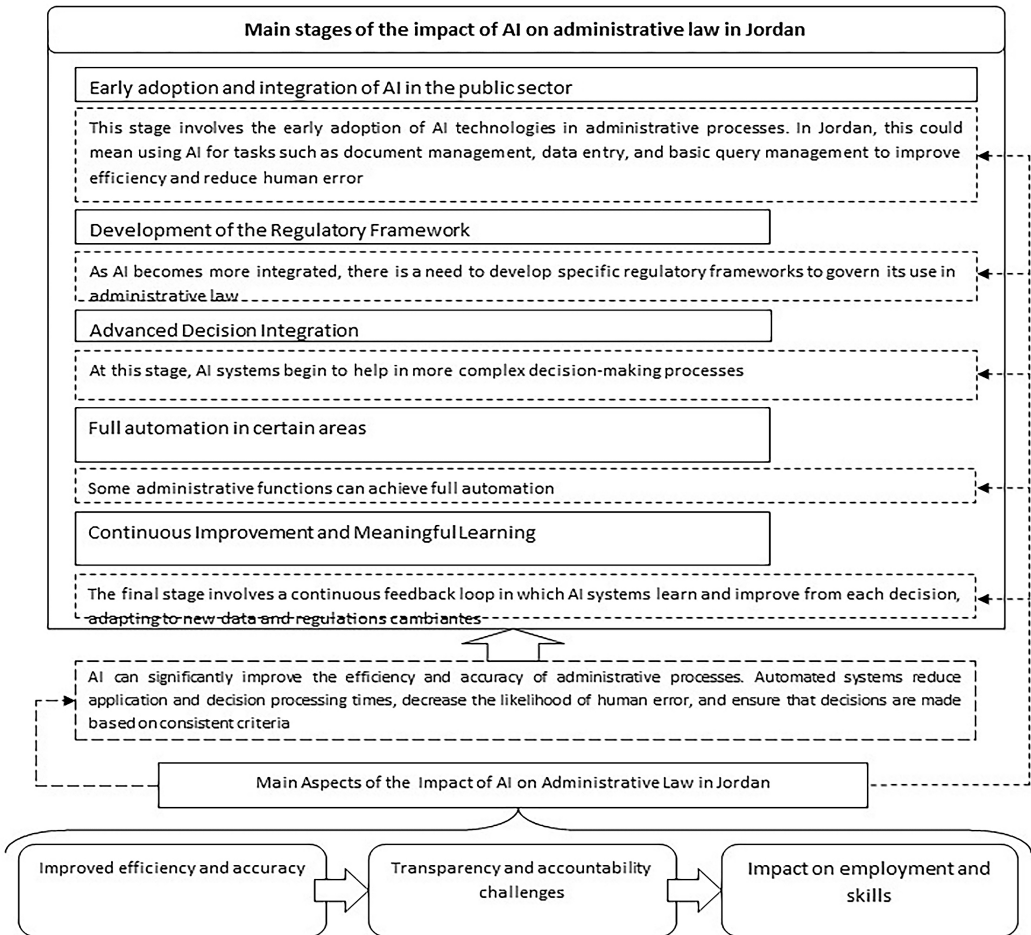 Main stages of the impact of AI on administrative law in Jordan
Early adoption and integration of AI in the public sector
This stage involves the early adoption of AI technologies in administrative processes. In Jordan, this could
mean using AI for tasks such as document management, data entry, and basic query management to improve
efficiency and reduce human error
Development of the Regulatory Framework
As AI becomes more integrated, there is a need to develop specific regulatory frameworks to govern its use in
administrative law
Advanced Decision Integration
At this stage, AI systems begin to help in more complex decision-making processes
Full automation in certain areas
Some administrative functions can achieve full automation
Continuous Improvement and Meaningful Learning
The final stage involves a continuous feedback loop in which AI systems learn and improve from each decision,
adapting to new data and regulations cambiantes
AI can significantly improve the efficiency and accuracy of administrative processes. Automated systems reduce
application and decision processing times, decrease the likelihood of human error, and ensure that decisions are made
based on consistent criteria
Main Aspects of the Impact of AI on Administrative Law in Jordan
Improved efficiency and accuracy
Transparency and accountability
challenges
Impact on employment and
skills